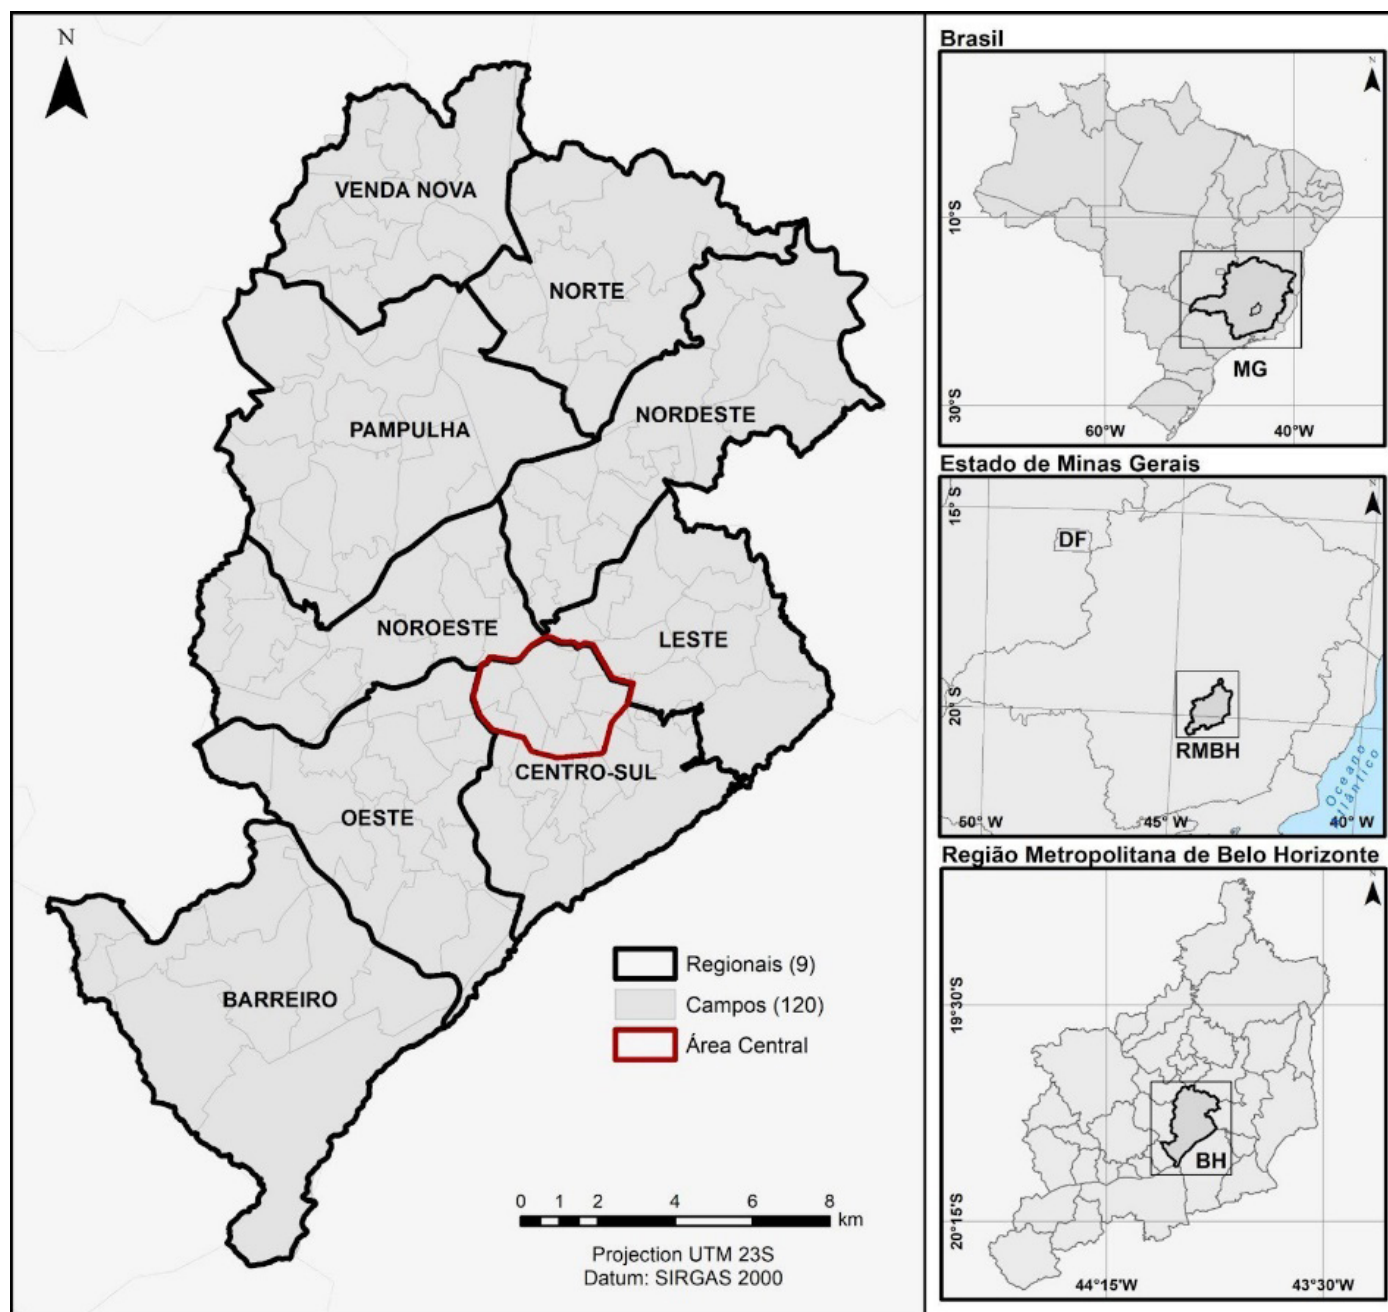 N
VENDA NOVA
NORTE
NORDESTE
PAMPULHA
NOROESTE
LESTE
CENTRO-SUL
OESTE
BARREIRO
Regionais (9)
Campos (120)
Área Central
0 1 2 4 6 8
km
Projection UTM 23S
Datum: SIRGAS 2000
Brasil
N
10°S
MG
30°S
60°W 40°W
Estado de Minas Gerais
N
15°S
DF
20°S
RMBH
Oceano
Atlântico
50° W 45° W 40° W
Região Metropolitana de Belo Horizonte
N
19°30'S
BH
20°15'S
44°15'W 43°30'W